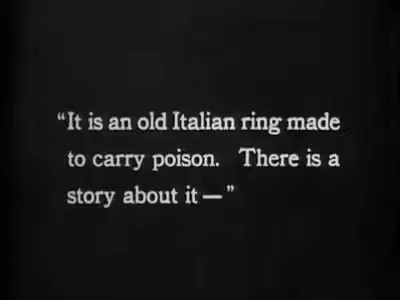 “It is an old Italian ring made
to carry poison. There is a
story about it—”